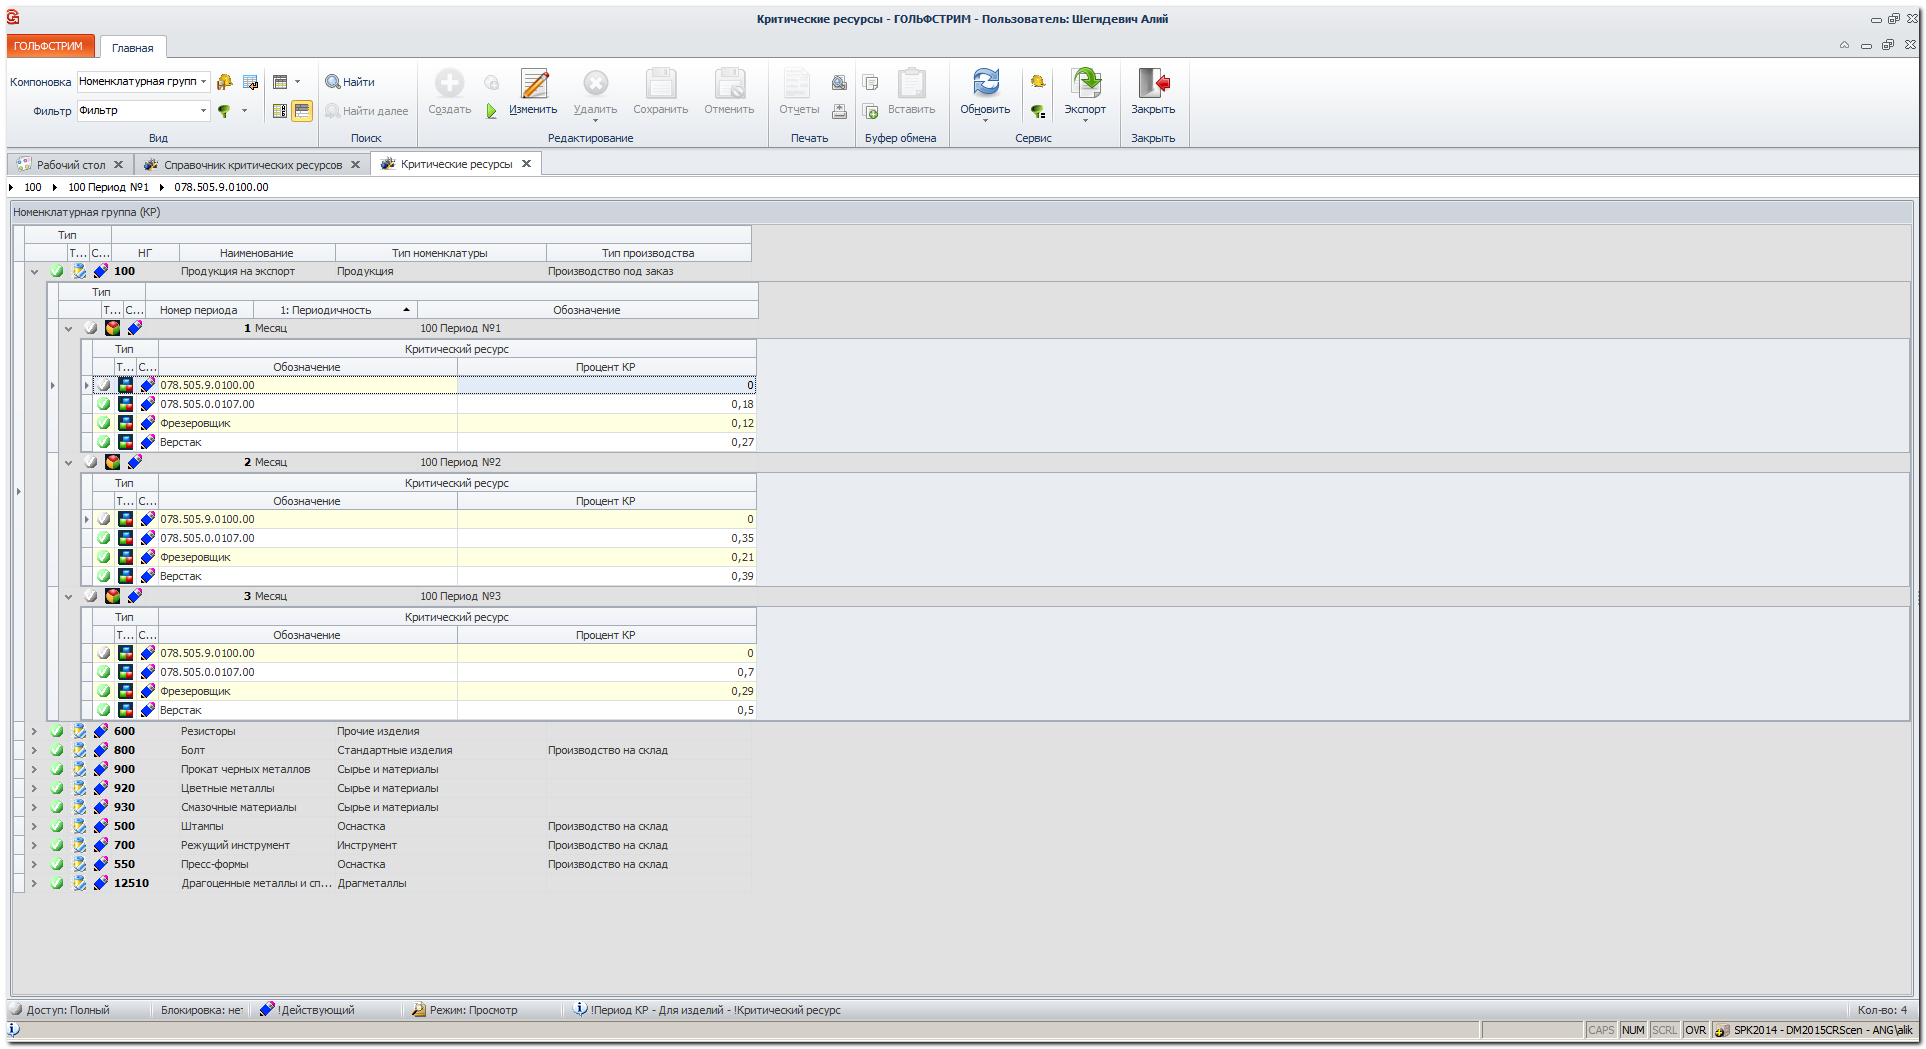 Критические ресурсы - ГОЛЬФСТРИМ - Пользователь: Шегидевич Алий
ГОЛЬФСТРИМ Главная
Компоновка Номенклатурная групп Найти Создать Изменить Удалить Сохранить Отменить Отчеты Вставить Обновить Экспорт Закрыть
Фильтр Фильтр Найти далее
Вид Поиск Редактирование Печать Буфер обмена Сервис Закрыть
Рабочий стол Справочник критических ресурсов Критические ресурсы
100 100 Период №1 078.505.9.0100.00
Номенклатурная группа (КР)
Тип
Т... С... НГ Наименование Тип номенклатуры Тип производства
100 Продукция на экспорт Продукция Производство под заказ
Тип
Т... С... Номер периода 1: Периодичность Обозначение
1 Месяц 100 Период №1
Тип Критический ресурс
Т... С... Обозначение Процент КР
078.505.9.0100.00 0
078.505.0.0107.00 0,18
Фрезеровщик 0,12
Верстак 0,27
2 Месяц 100 Период №2
Тип Критический ресурс
Т... С... Обозначение Процент КР
078.505.9.0100.00 0
078.505.0.0107.00 0,35
Фрезеровщик 0,21
Верстак 0,39
3 Месяц 100 Период №3
Тип Критический ресурс
Т... С... Обозначение Процент КР
078.505.9.0100.00 0
078.505.0.0107.00 0,7
Фрезеровщик 0,29
Верстак 0,5
600 Резисторы Прочие изделия
800 Болт Стандартные изделия Производство на склад
900 Прокат черных металлов Сырье и материалы
920 Цветные металлы Сырье и материалы
930 Смазочные материалы Сырье и материалы
500 Штампы Оснастка Производство на склад
700 Режущий инструмент Инструмент Производство на склад
550 Пресс-формы Оснастка Производство на склад
12510 Драгоценные металлы и сп... Драгметаллы
Доступ: Полный Блокировка: нет !Действующий Режим: Просмотр !Период КР - Для изделий - !Критический ресурс Кол-во: 4
CAPS NUM SCRL OVR SPK2014 - DM2015CRScen - ANG\alik